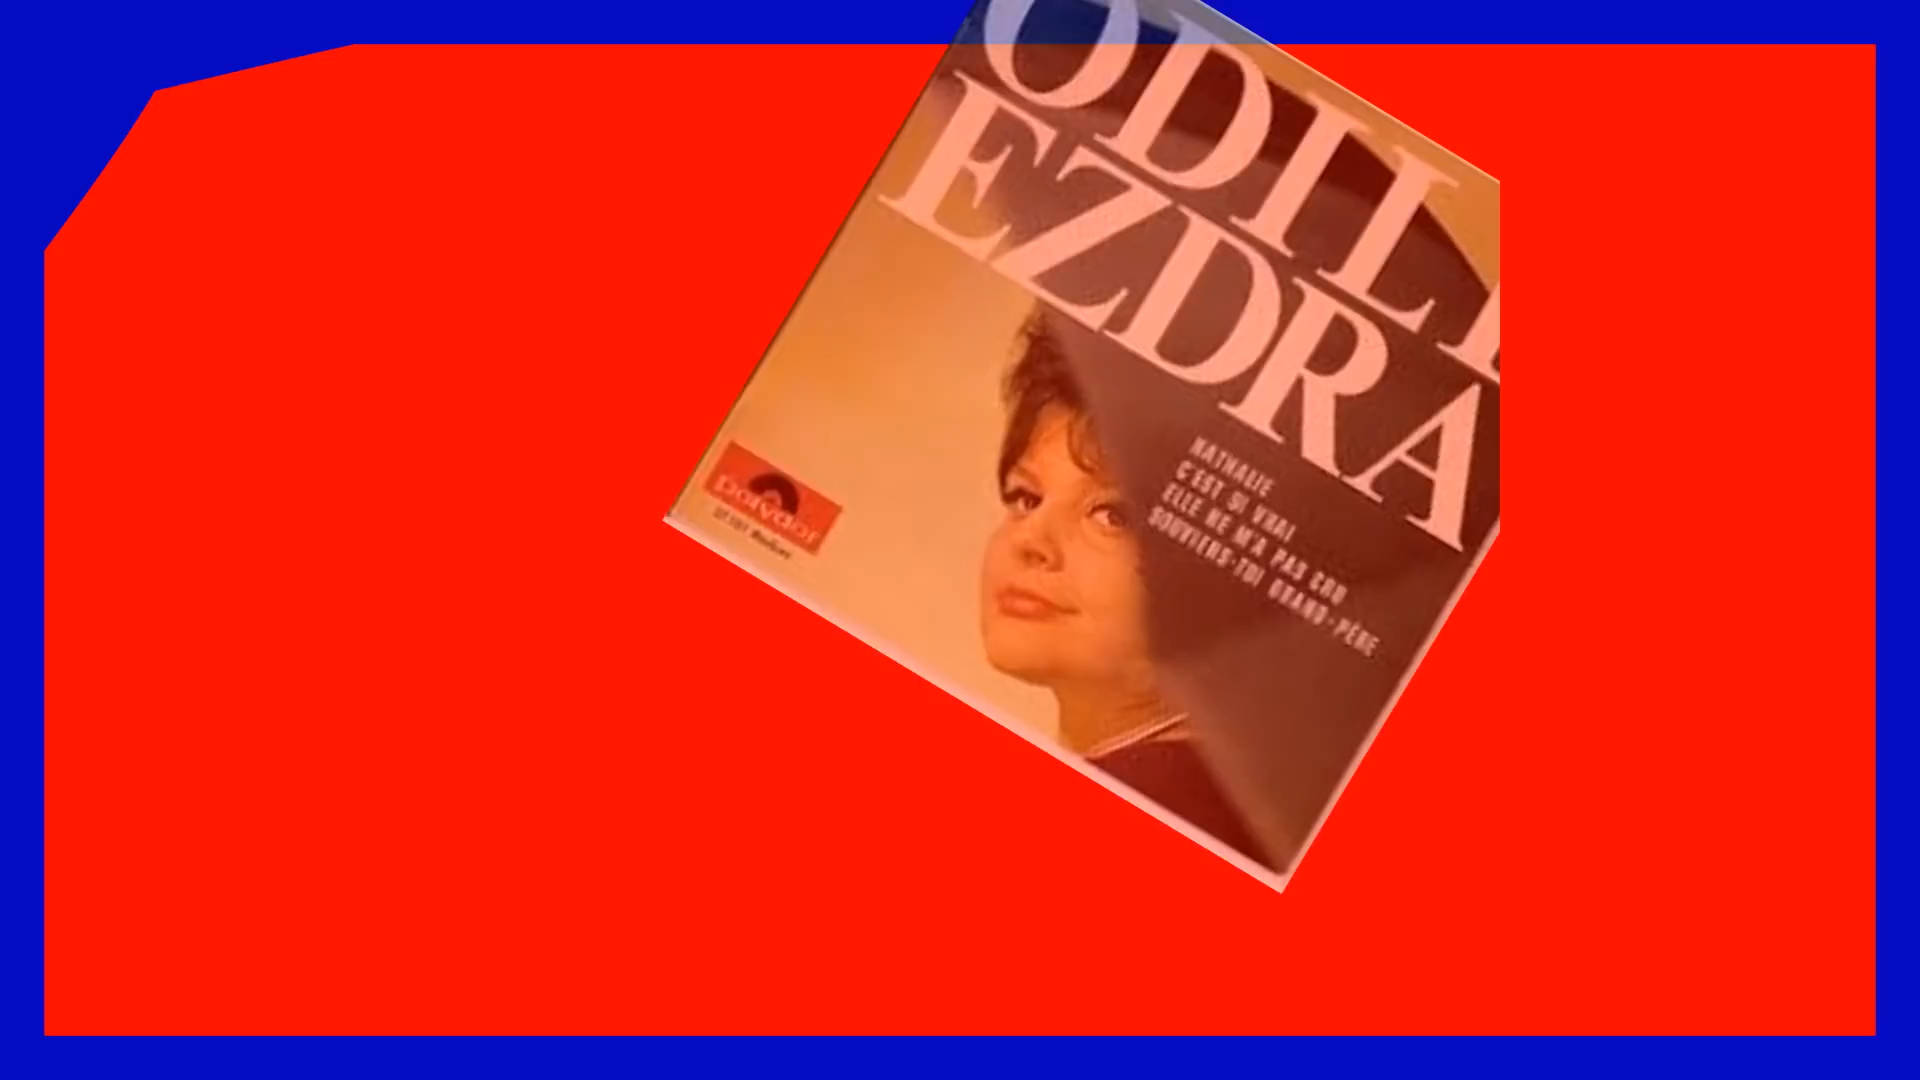 ODILE
EZDRA
NATHALIE
C'EST SI VRAI
ELLE NE M'A PAS CRU
SOUVIENS-TOI GRAND-PÈRE
polydor